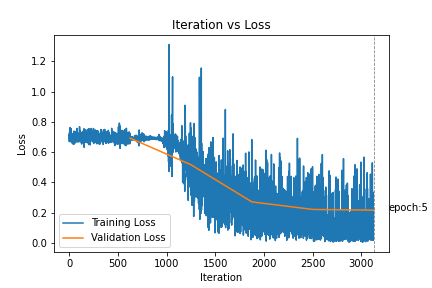 Iteration vs Loss
Loss
1.2
1.0
0.8
0.6
0.4
0.2
0.0
Training Loss
Validation Loss
epoch:5
0
500
1000
1500
2000
2500
3000
Iteration